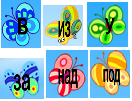 в из у
за над под